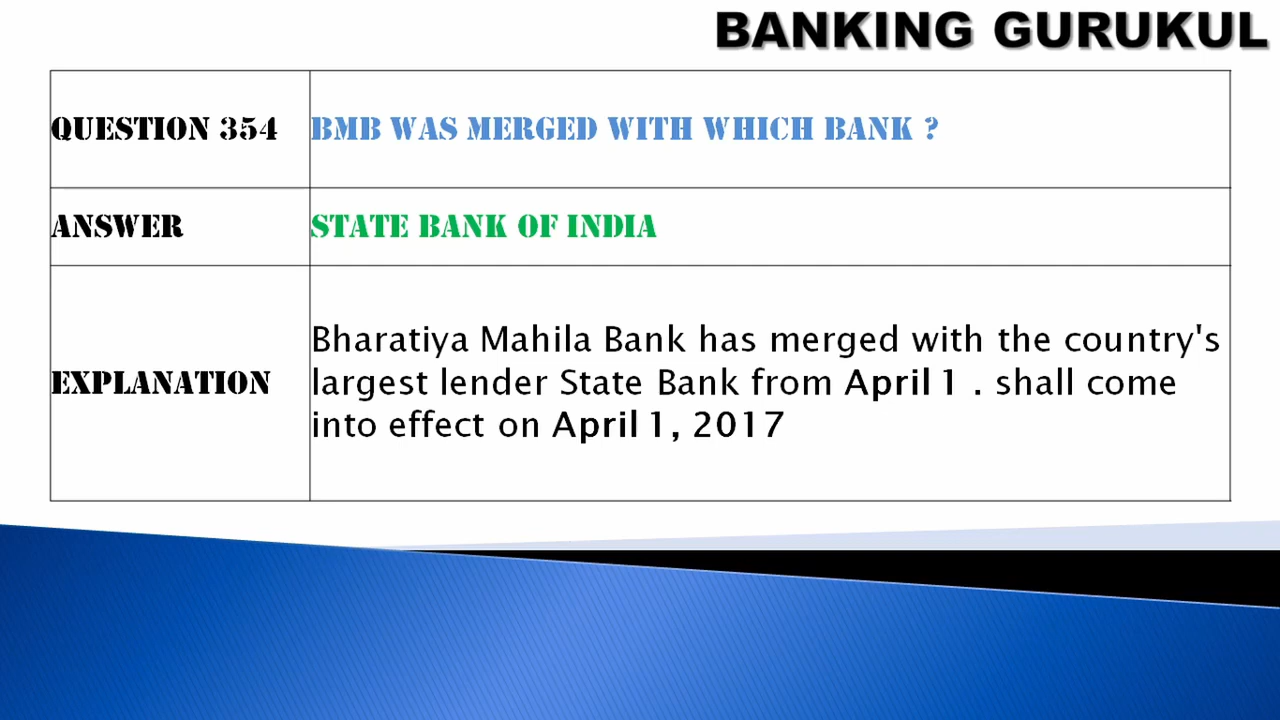 BANKING GURUKUL
QUESTION 354
BMB WAS MERGED WITH WHICH BANK ?
ANSWER
STATE BANK OF INDIA
EXPLANATION
Bharatiya Mahila Bank has merged with the country's
largest lender State Bank from April 1 . shall come
into effect on April 1, 2017